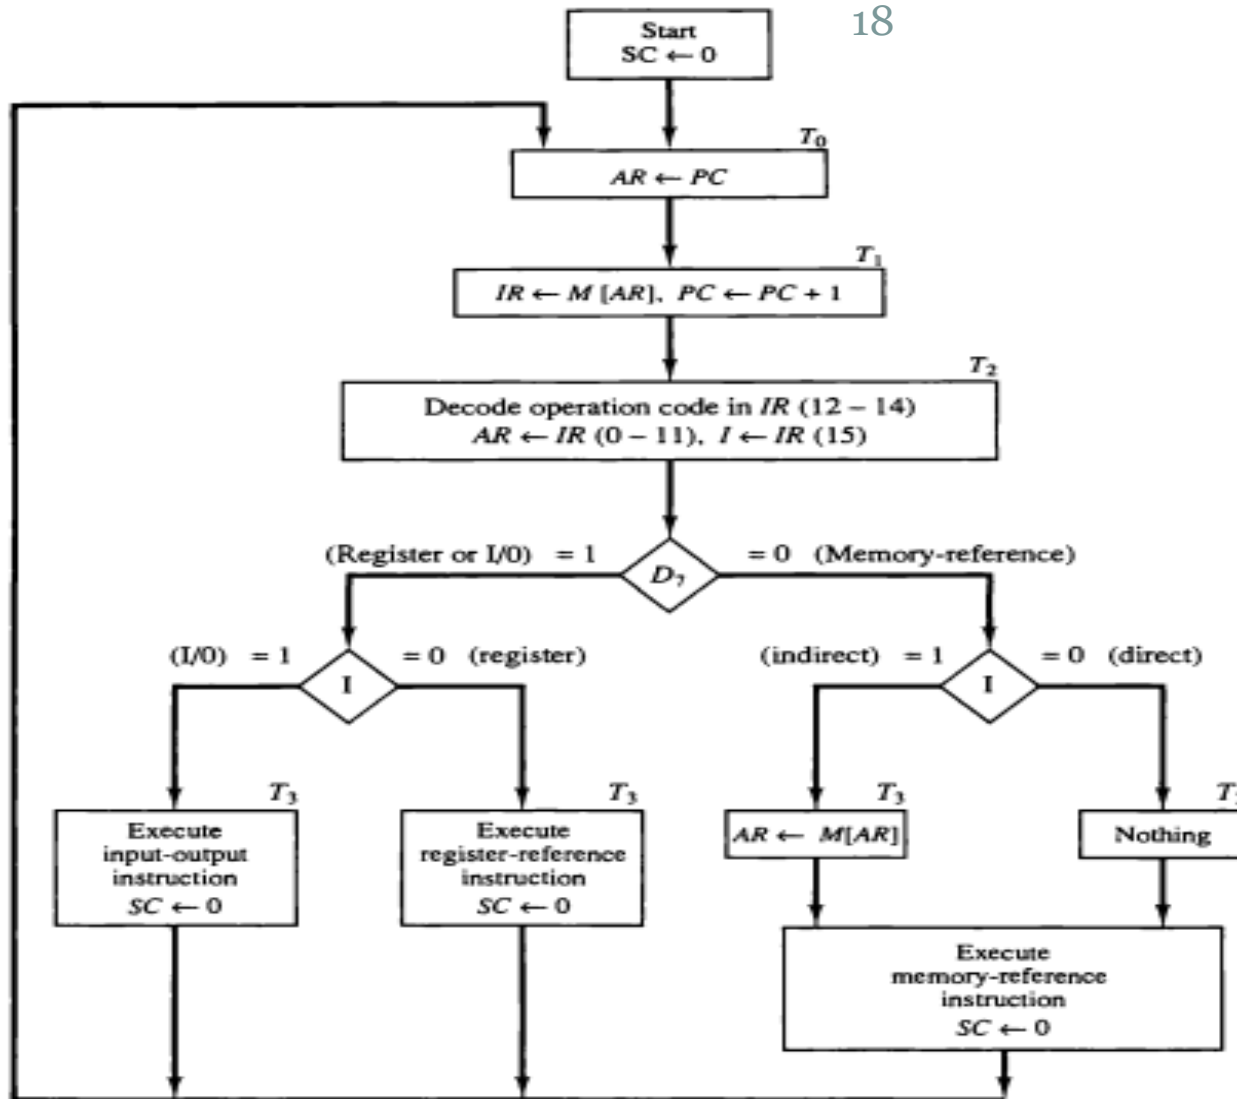 18
Start
SC ← 0
T₀
AR ← PC
T₁
IR ← M [AR], PC ← PC + 1
T₂
Decode operation code in IR (12 – 14)
AR ← IR (0 – 11), I ← IR (15)
(Register or I/0) = 1
D₇
= 0 (Memory-reference)
(I/0) = 1
I
= 0 (register)
(indirect) = 1
I
= 0 (direct)
T₃
T₃
T₃
Execute
input-output
instruction
SC ← 0
Execute
register-reference
instruction
SC ← 0
AR ← M[AR]
Nothing
Execute
memory-reference
instruction
SC ← 0